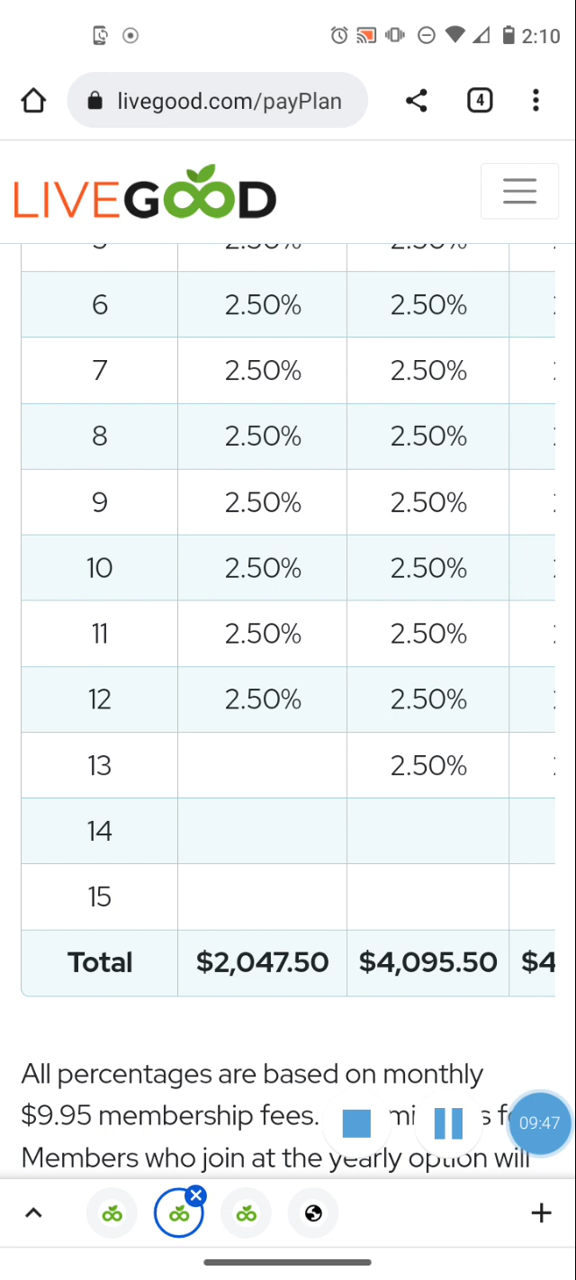 2:10
livegood.com/payPlan
4
LIVEGOOD
6 2.50% 2.50%
7 2.50% 2.50%
8 2.50% 2.50%
9 2.50% 2.50%
10 2.50% 2.50%
11 2.50% 2.50%
12 2.50% 2.50%
13 2.50%
14
15
Total $2,047.50 $4,095.50 $4
All percentages are based on monthly
$9.95 membership fees.
09:47
Members who join at the yearly option will